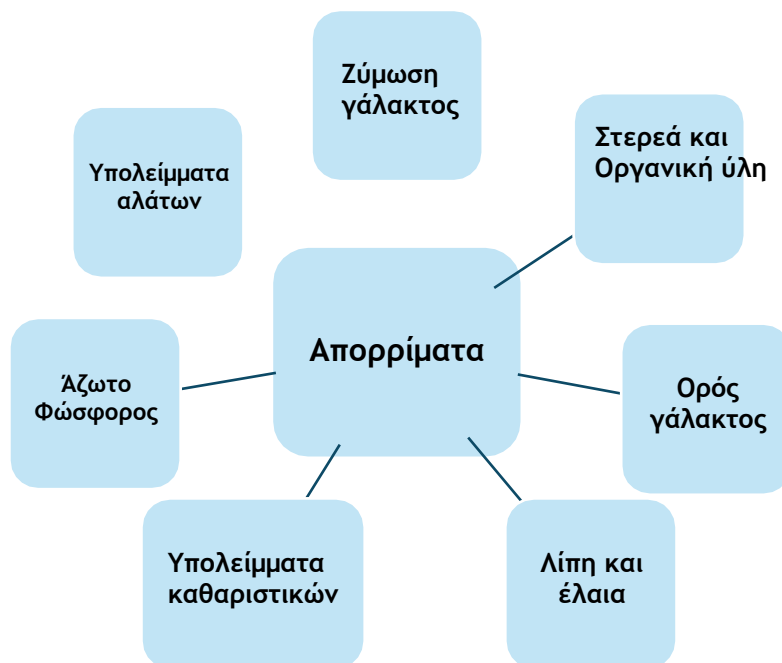 Ζύμωση
γάλακτος
Στερεά και
Οργανική ύλη
Υπολείμματα
αλάτων
Απορρίματα
Άζωτο
Φώσφορος
Ορός
γάλακτος
Υπολείμματα
καθαριστικών
Λίπη και
έλαια